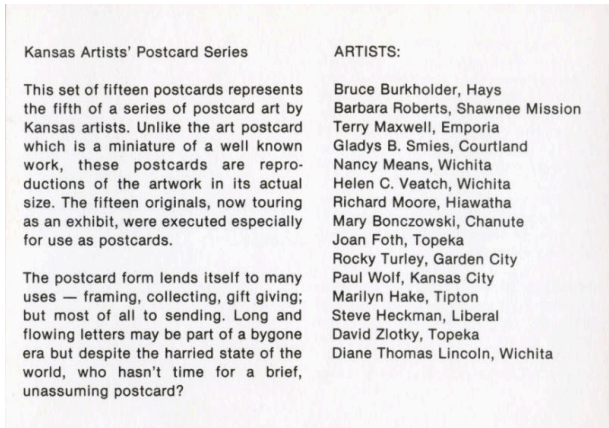 Kansas Artists' Postcard Series
This set of fifteen postcards represents
the fifth of a series of postcard art by
Kansas artists. Unlike the art postcard
which is a miniature of a well known
work, these postcards are repro-
ductions of the artwork in its actual
size. The fifteen originals, now touring
as an exhibit, were executed especially
for use as postcards.
The postcard form lends itself to many
uses — framing, collecting, gift giving;
but most of all to sending. Long and
flowing letters may be part of a bygone
era but despite the harried state of the
world, who hasn't time for a brief,
unassuming postcard?
ARTISTS:
Bruce Burkholder, Hays
Barbara Roberts, Shawnee Mission
Terry Maxwell, Emporia
Gladys B. Smies, Courtland
Nancy Means, Wichita
Helen C. Veatch, Wichita
Richard Moore, Hiawatha
Mary Bonczowski, Chanute
Joan Foth, Topeka
Rocky Turley, Garden City
Paul Wolf, Kansas City
Marilyn Hake, Tipton
Steve Heckman, Liberal
David Zlotky, Topeka
Diane Thomas Lincoln, Wichita